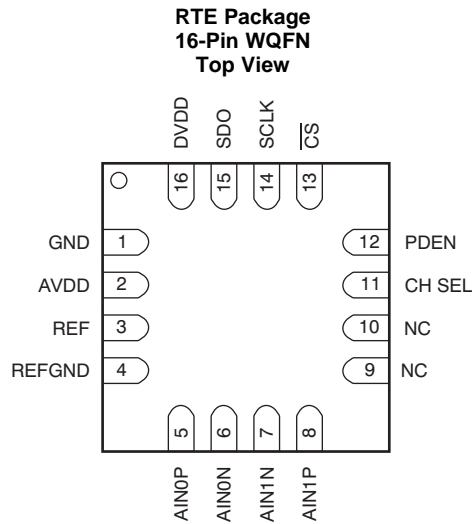 RTE Package
16-Pin WQFN
Top View
DVDD
SDO
SCLK
CS
16
15
14
13
GND 1
12 PDEN
AVDD 2
11 CH SEL
REF 3
10 NC
REFGND 4
9 NC
5
6
7
8
AIN0P
AIN0N
AIN1N
AIN1P